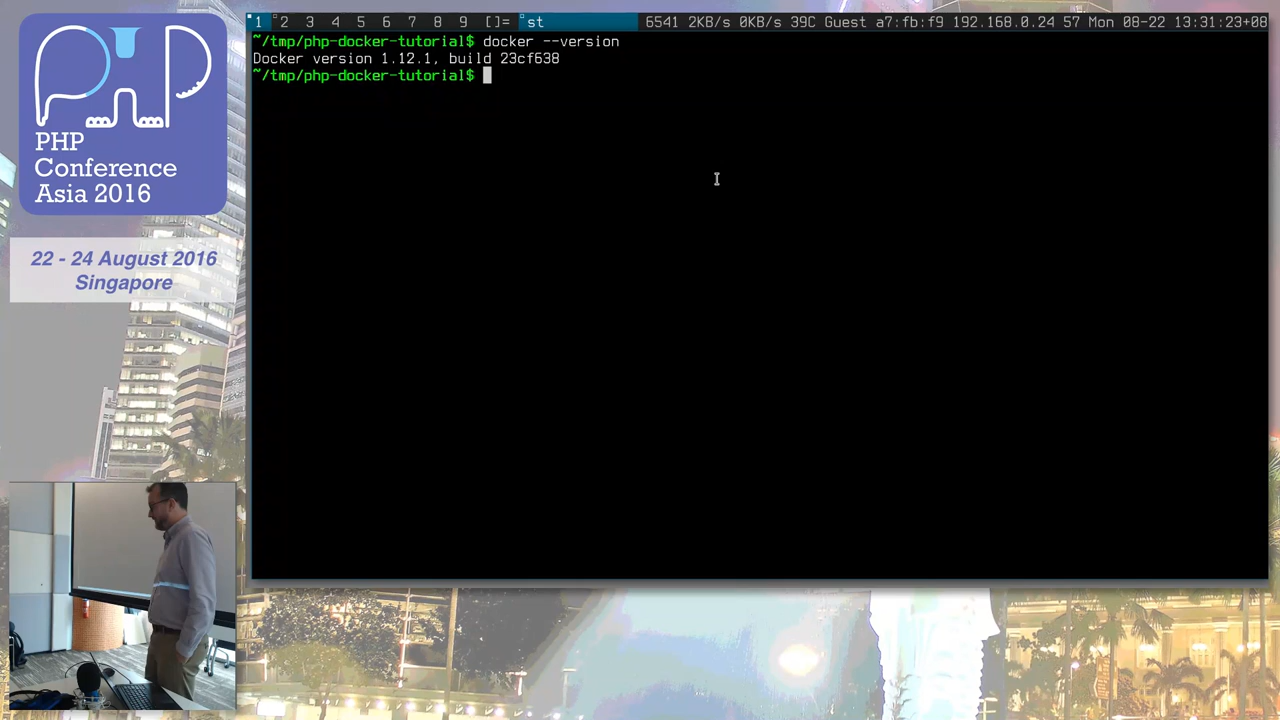 PHP
Conference
Asia 2016
22 - 24 August 2016
Singapore
1 2 3 4 5 6 7 8 9 []= st 6541 2KB/s 0KB/s 39C Guest a7:fb:f9 192.168.0.24 57 Mon 08-22 13:31:23+08
~/tmp/php-docker-tutorial$ docker --version
Docker version 1.12.1, build 23cf638
~/tmp/php-docker-tutorial$